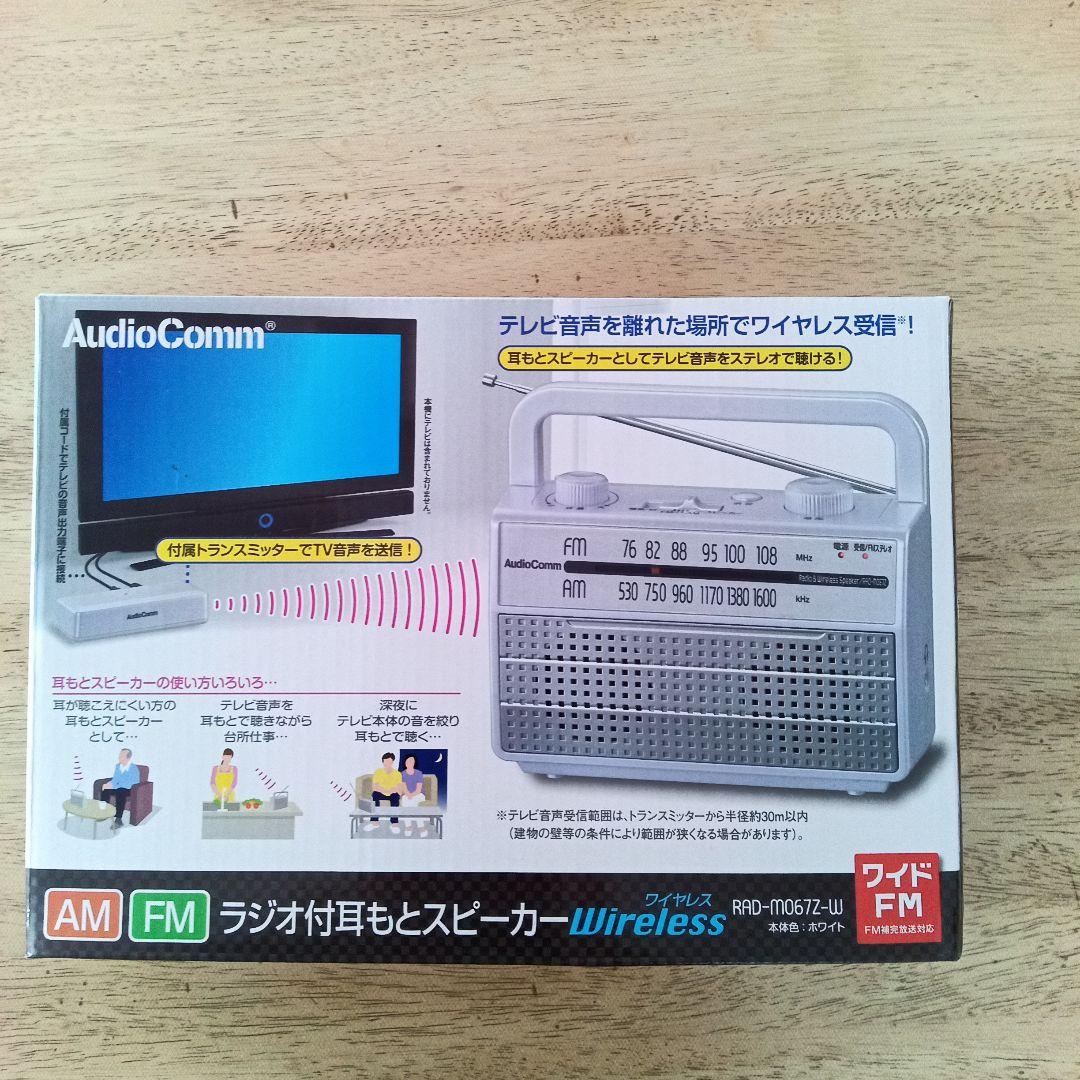 AudioComm®
テレビ音声を離れた場所でワイヤレス受信※!
耳もとスピーカーとしてテレビ音声をステレオで聴ける!
付属コードでテレビの音声出力端子に接続…
本機にテレビは含まれておりません。
付属トランスミッターでTV音声を送信!
AudioComm
FM 76 82 88 95 100 108 MHz
電源 受信/FMステレオ
AudioComm
Radio & Wireless Speaker/RAD-M067Z
AM 530 750 960 1170 1380 1600 kHz
耳もとスピーカーの使い方いろいろ…
耳が聴こえにくい方の
耳もとスピーカー
として…
テレビ音声を
耳もとで聴きながら
台所仕事…
深夜に
テレビ本体の音を絞り
耳もとで聴く…
※テレビ音声受信範囲は、トランスミッターから半径約30m以内
(建物の壁等の条件により範囲が狭くなる場合があります)。
AM FM ラジオ付耳もとスピーカー
ワイヤレス
Wireless
RAD-M067Z-W
本体色:ホワイト
ワイド
FM
FM補完放送対応